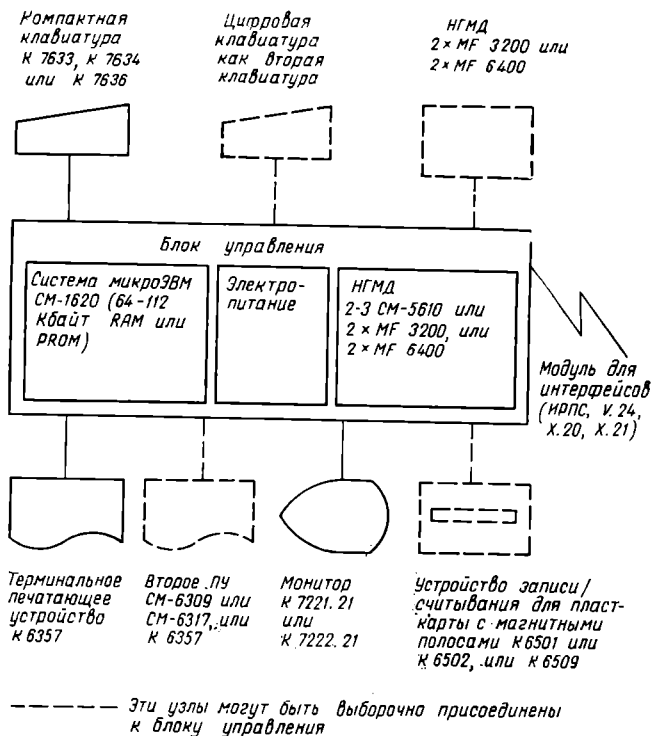 Компактная
клавиатура
К 7633, К 7634
или К 7636
Цифровая
клавиатура
как вторая
клавиатура
НГМД
2 × MF 3200 или
2 × MF 6400
Блок управления
Система микроЭВМ
СМ-1620 (64-112
Кбайт RAM или
PROM)
Электро-
питание
НГМД
2-3 СМ-5610 или
2 × MF 3200, или
2 × MF 6400
Модуль для
интерфейсов
(ИРПС, V.24,
X.20, X.21)
Терминальное
печатающее
устройство
К 6357
Второе ПУ
СМ-6309 или
СМ-6317, или
К 6357
Монитор
К 7221.21
или
К 7222.21
Устройство записи/
считывания для пласт-
карты с магнитными
полосами К6501 или
К 6502, или К 6509
Эти узлы могут быть выборочно присоединены
к блоку управления